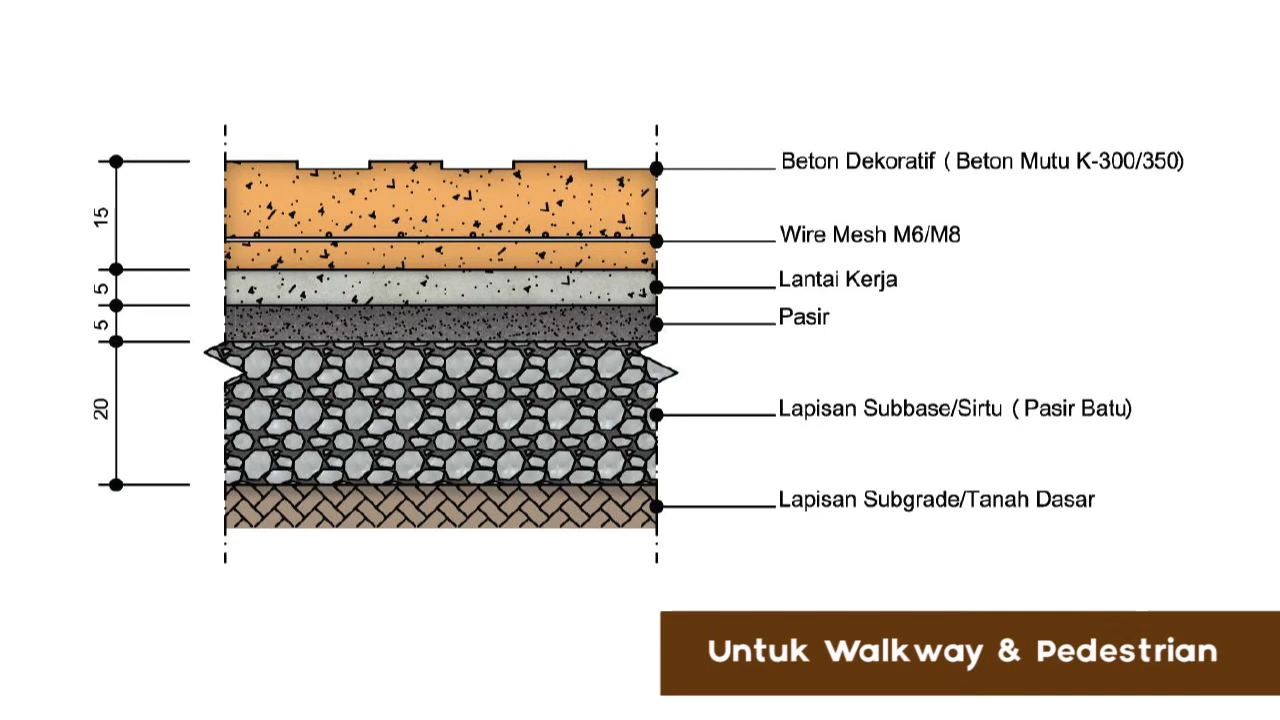 Beton Dekoratif ( Beton Mutu K-300/350)
15
Wire Mesh M6/M8
Lantai Kerja
5
Pasir
5
Lapisan Subbase/Sirtu ( Pasir Batu)
20
Lapisan Subgrade/Tanah Dasar
Untuk Walkway & Pedestrian